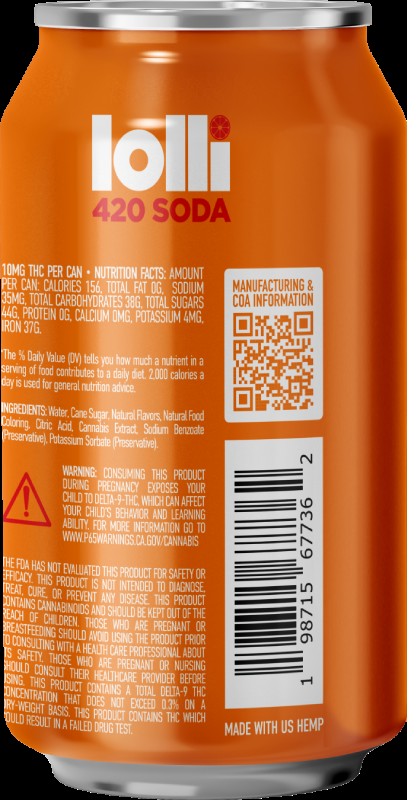 lolli
420 SODA
10MG THC PER CAN • NUTRITION FACTS: AMOUNT
PER CAN: CALORIES 156, TOTAL FAT 0G, SODIUM
35MG, TOTAL CARBOHYDRATES 38G, TOTAL SUGARS
44G, PROTEIN 0G, CALCIUM 0MG, POTASSIUM 4MG,
IRON 37G.
*The % Daily Value (DV) tells you how much a nutrient in a
serving of food contributes to a daily diet. 2,000 calories a
day is used for general nutrition advice.
INGREDIENTS: Water, Cane Sugar, Natural Flavors, Natural Food
Coloring, Citric Acid, Cannabis Extract, Sodium Benzoate
(Preservative), Potassium Sorbate (Preservative).
WARNING: CONSUMING THIS PRODUCT
DURING PREGNANCY EXPOSES YOUR
CHILD TO DELTA-9-THC, WHICH CAN AFFECT
YOUR CHILD'S BEHAVIOR AND LEARNING
ABILITY. FOR MORE INFORMATION GO TO
WWW.P65WARNINGS.CA.GOV/CANNABIS
THE FDA HAS NOT EVALUATED THIS PRODUCT FOR SAFETY OR
EFFICACY. THIS PRODUCT IS NOT INTENDED TO DIAGNOSE,
TREAT, CURE, OR PREVENT ANY DISEASE. THIS PRODUCT
CONTAINS CANNABINOIDS AND SHOULD BE KEPT OUT OF THE
REACH OF CHILDREN. THOSE WHO ARE PREGNANT OR
BREASTFEEDING SHOULD AVOID USING THE PRODUCT PRIOR
TO CONSULTING WITH A HEALTH CARE PROFESSIONAL ABOUT
ITS SAFETY. THOSE WHO ARE PREGNANT OR NURSING
SHOULD CONSULT THEIR HEALTHCARE PROVIDER BEFORE
USING. THIS PRODUCT CONTAINS A TOTAL DELTA-9 THC
CONCENTRATION THAT DOES NOT EXCEED 0.3% ON A
DRY-WEIGHT BASIS. THIS PRODUCT CONTAINS THC WHICH
COULD RESULT IN A FAILED DRUG TEST.
MANUFACTURING &
COA INFORMATION
1 98715 67736 2
MADE WITH US HEMP